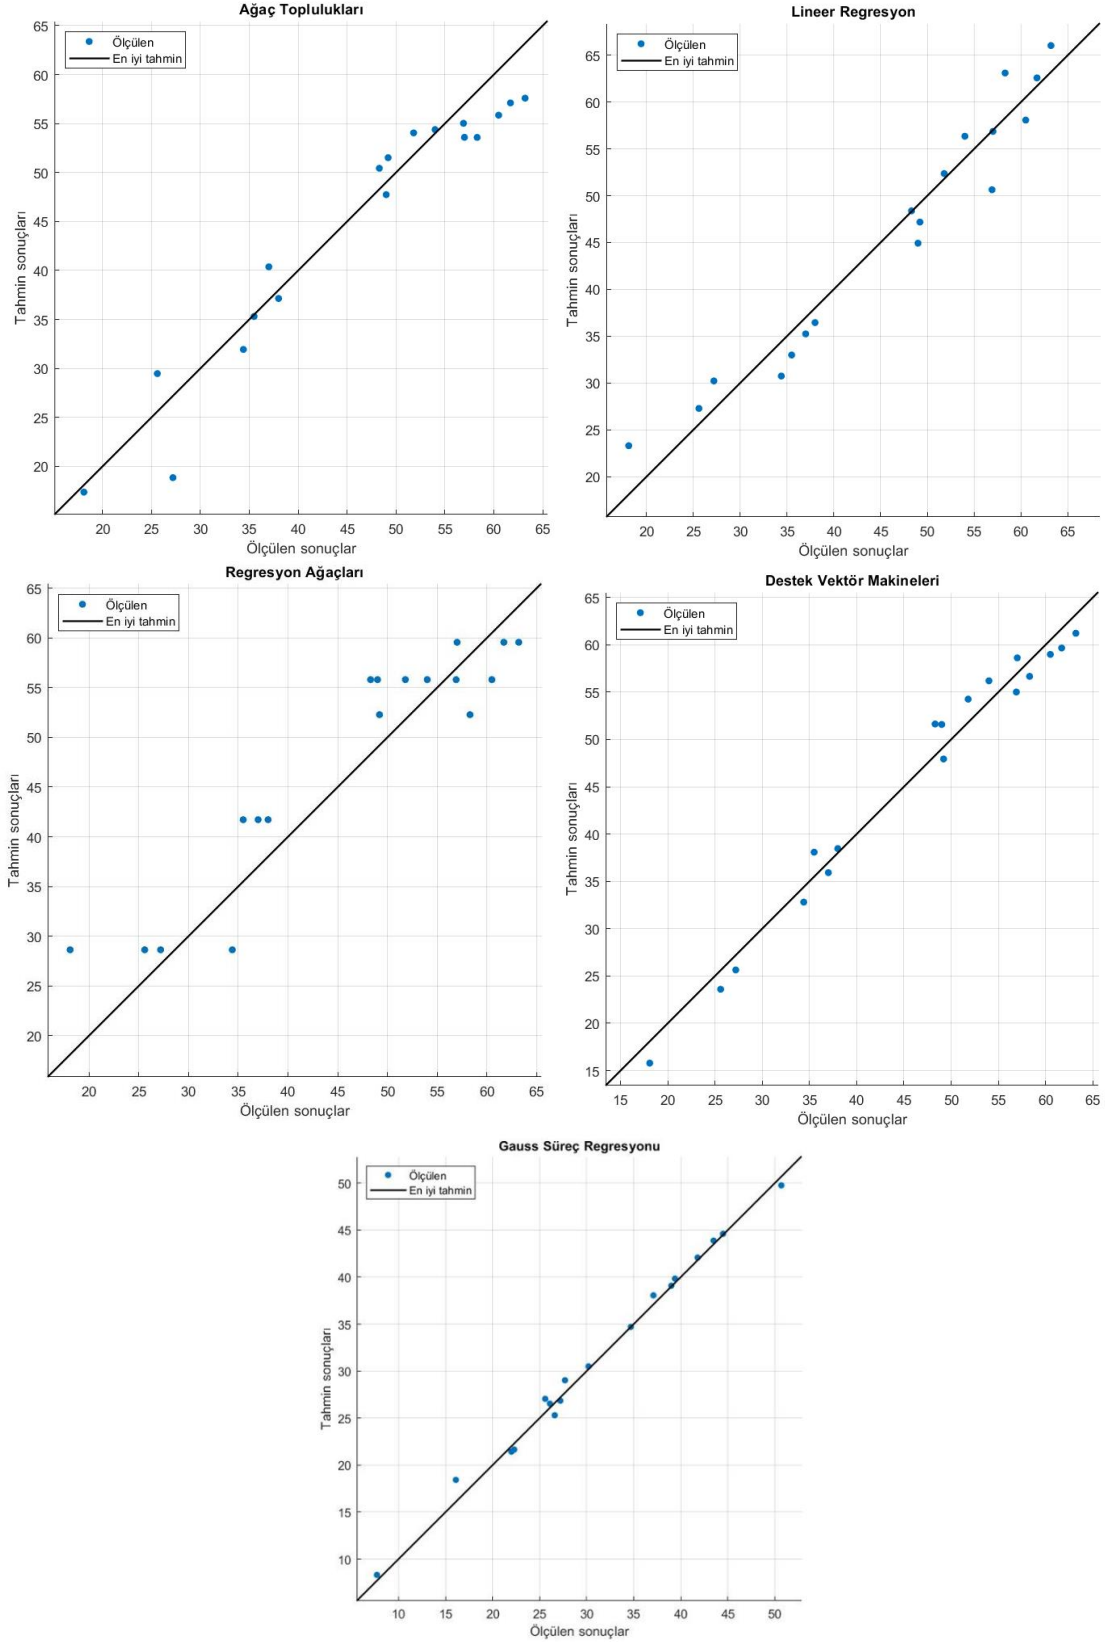 Ağaç Toplulukları
Ölçülen
En iyi tahmin
65
60
55
50
45
40
35
30
25
20
Tahmin sonuçları
20 25 30 35 40 45 50 55 60 65
Ölçülen sonuçlar
Lineer Regresyon
Ölçülen
En iyi tahmin
65
60
55
50
45
40
35
30
25
20
Tahmin sonuçları
20 25 30 35 40 45 50 55 60 65
Ölçülen sonuçlar
Regresyon Ağaçları
Ölçülen
En iyi tahmin
65
60
55
50
45
40
35
30
25
20
Tahmin sonuçları
20 25 30 35 40 45 50 55 60 65
Ölçülen sonuçlar
Destek Vektör Makineleri
Ölçülen
En iyi tahmin
65
60
55
50
45
40
35
30
25
20
15
Tahmin sonuçları
15 20 25 30 35 40 45 50 55 60 65
Ölçülen sonuçlar
Gauss Süreç Regresyonu
Ölçülen
En iyi tahmin
50
45
40
35
30
25
20
15
10
Tahmin sonuçları
10 15 20 25 30 35 40 45 50
Ölçülen sonuçlar